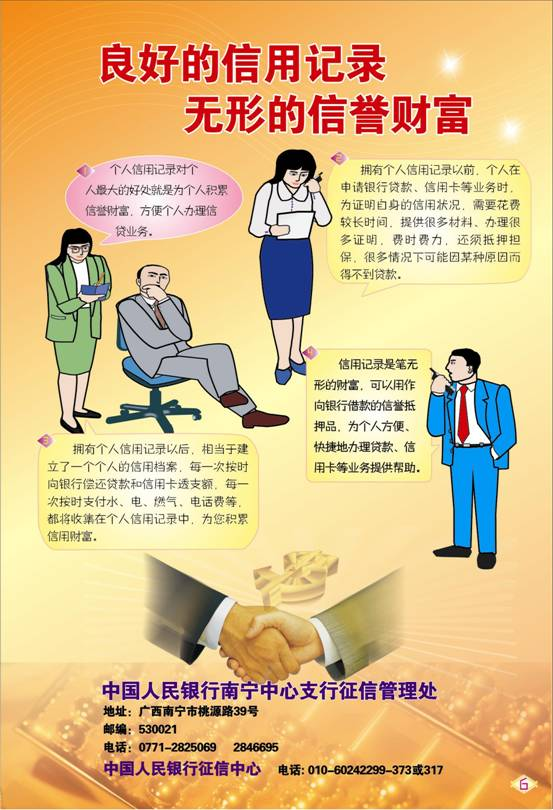 良好的信用记录
无形的信誉财富
1
个人信用记录对个
人最大的好处就是为个人积累
信誉财富，方便个人办理信
贷业务。
2
拥有个人信用记录以前，个人在
申请银行贷款、信用卡等业务时，
为证明自身的信用状况，需要花费
较长时间，提供很多材料、办理很
多证明，费时费力，还须抵押担
保，很多情况下可能因某种原因而
得不到贷款。
3
拥有个人信用记录以后，相当于建
立了一个个人的信用档案，每一次按时
向银行偿还贷款和信用卡透支额，每一
次按时支付水、电、燃气、电话费等，
都将收集在个人信用记录中，为您积累
信用财富。
4
信用记录是笔无
形的财富，可以用作
向银行借款的信誉抵
押品，为个人方便、
快捷地办理贷款、信
用卡等业务提供帮助。
中国人民银行南宁中心支行征信管理处
地址：广西南宁市桃源路39号
邮编：530021
电话：0771-2825069 2846695
中国人民银行征信中心 电话:010-60242299-373或317
6